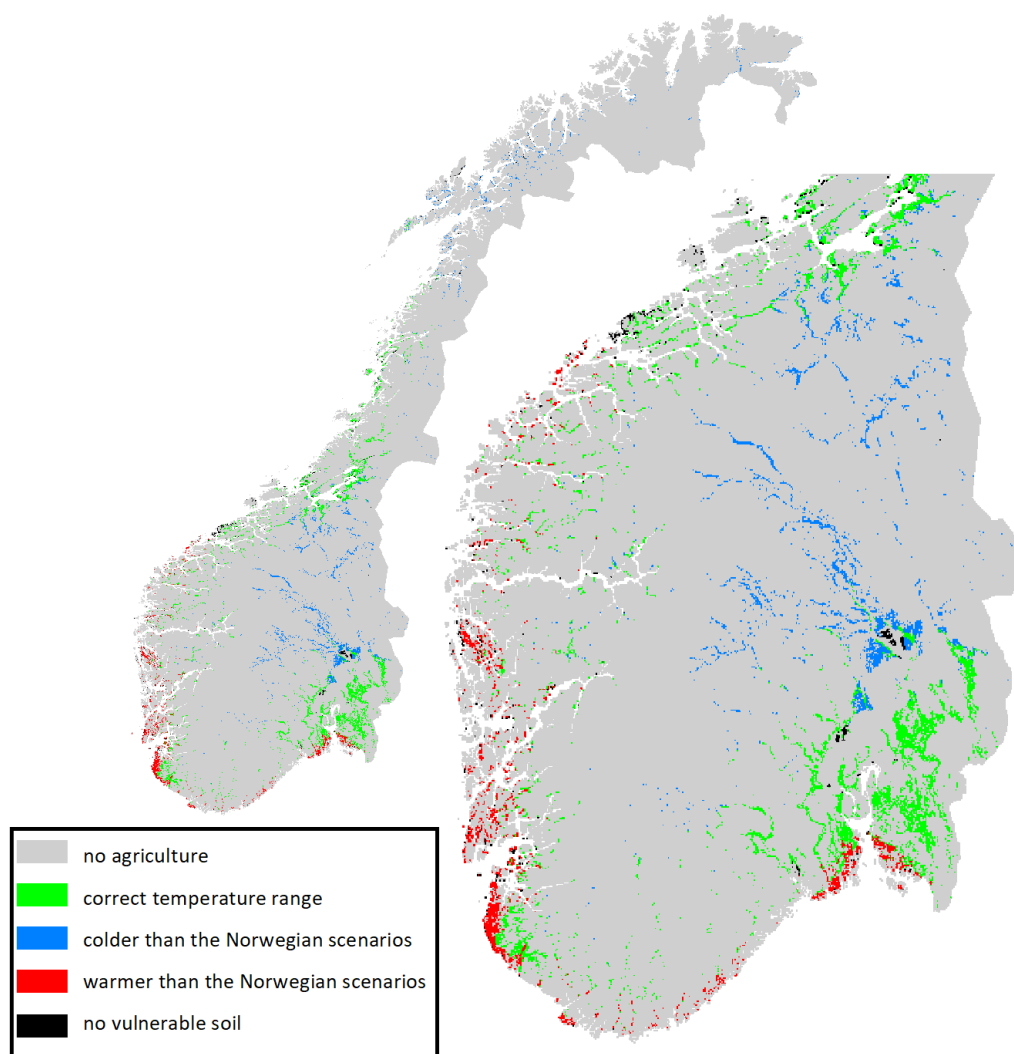 no agriculture
correct temperature range
colder than the Norwegian scenarios
warmer than the Norwegian scenarios
no vulnerable soil